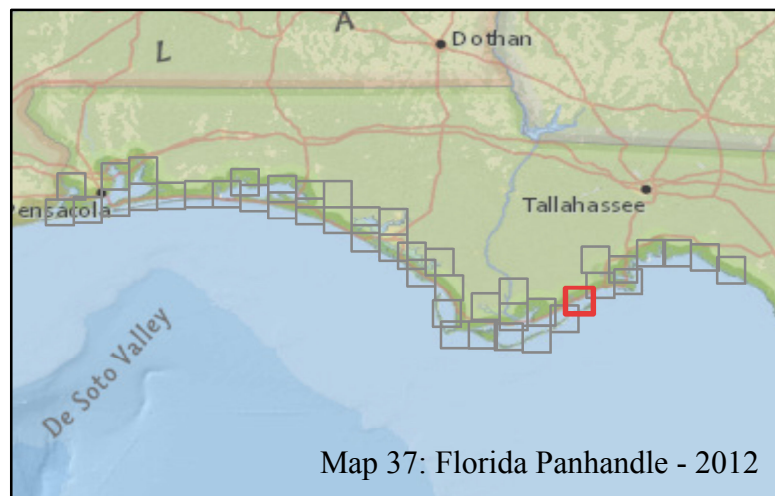 L A
Dothan
Pensacola
Tallahassee
De Soto Valley
Map 37: Florida Panhandle - 2012